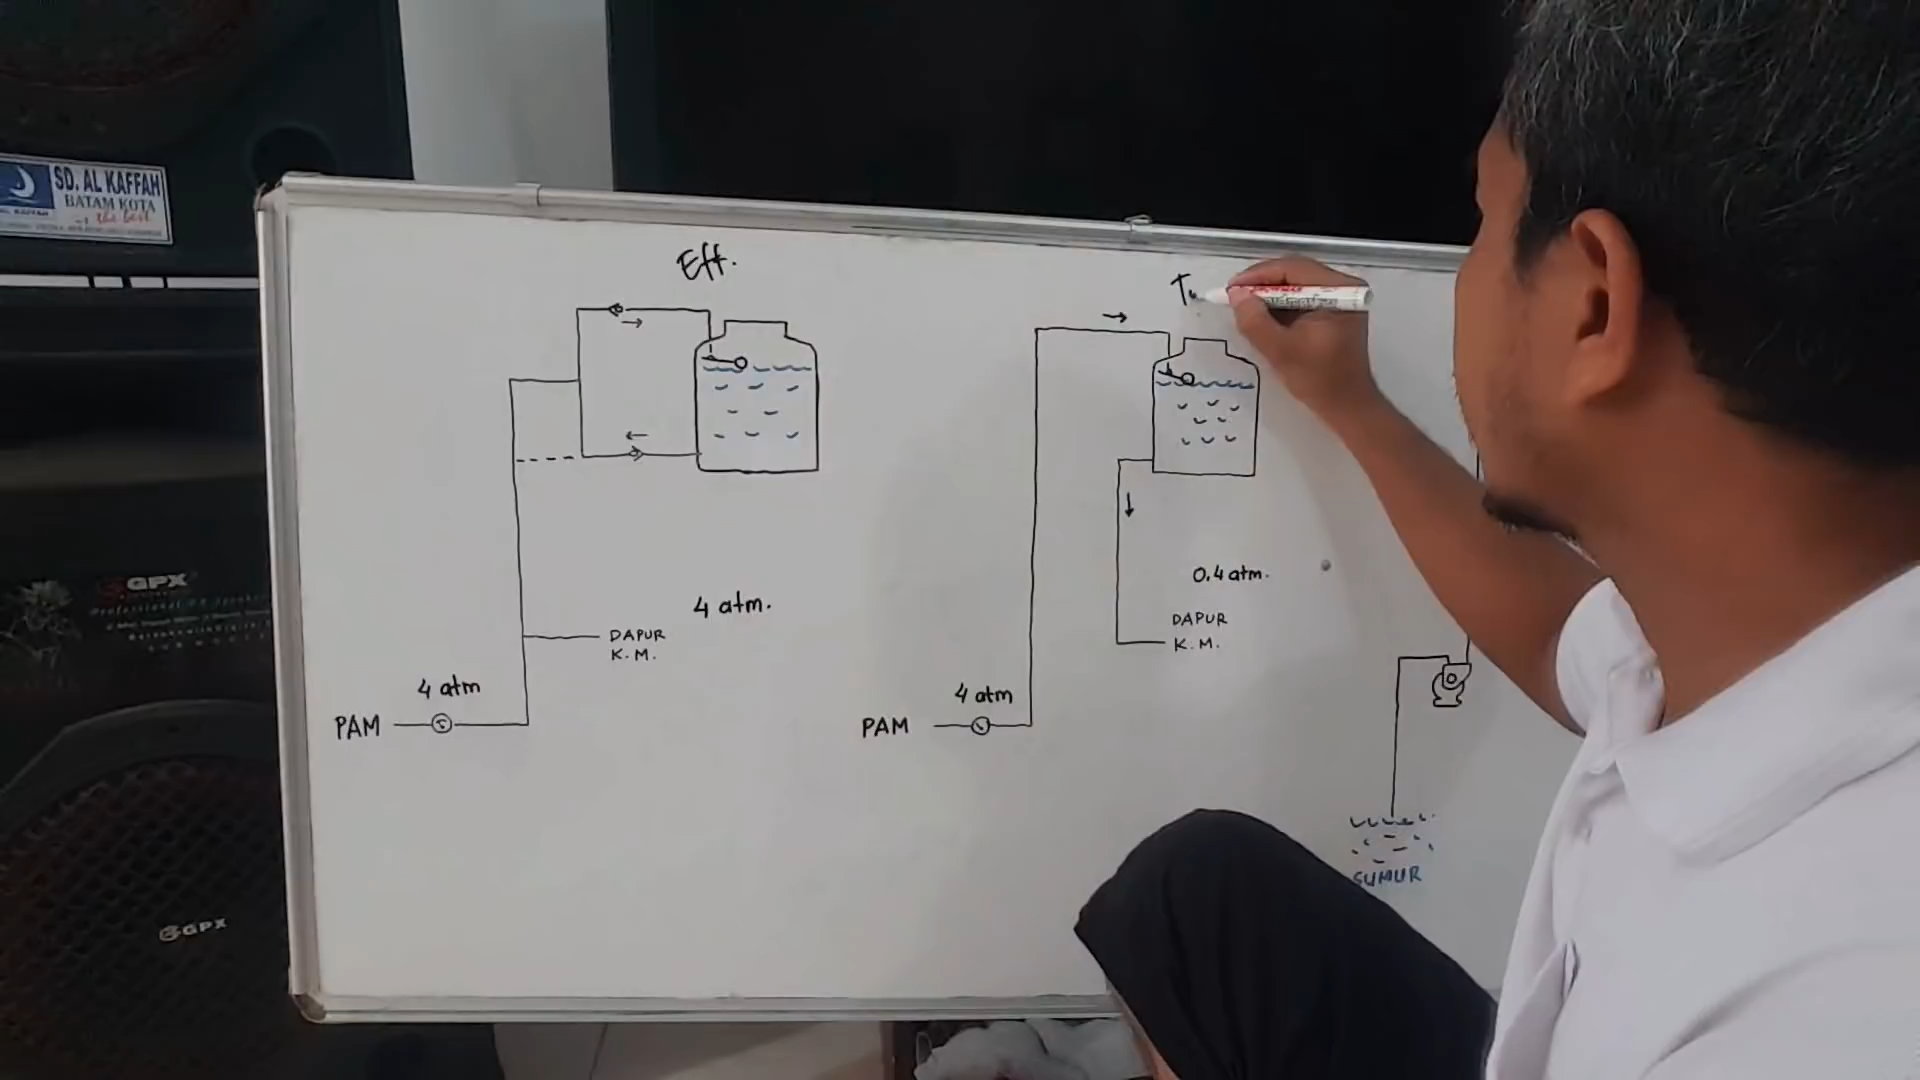 SD. AL KAFFAH
BATAM KOTA
the best
GPX
GPX
Eff.
4 atm.
DAPUR
K.M.
4 atm
PAM
0.4 atm.
DAPUR
K.M.
4 atm
PAM
SUMUR